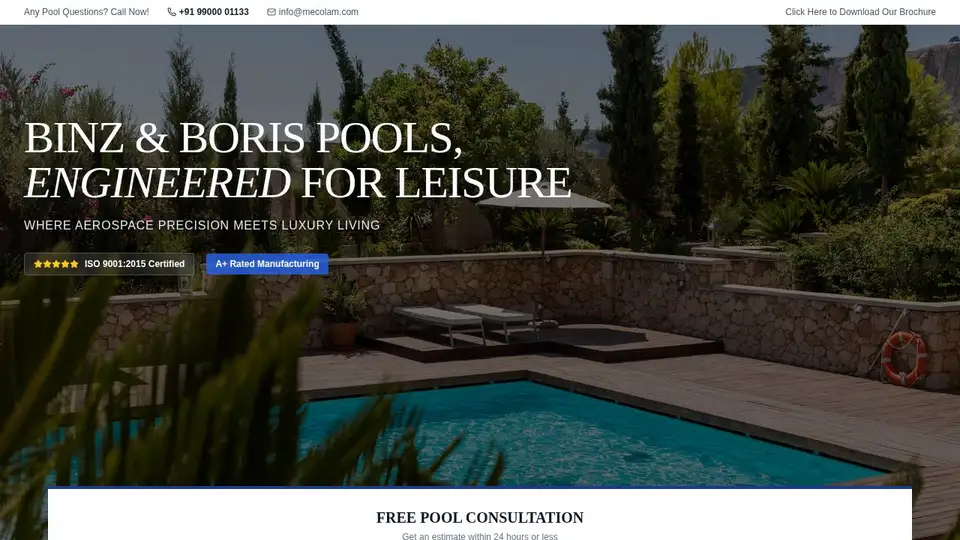 Any Pool Questions? Call Now! +91 99000 01133 info@mecolam.com Click Here to Download Our Brochure
BINZ & BORIS POOLS,
ENGINEERED FOR LEISURE
WHERE AEROSPACE PRECISION MEETS LUXURY LIVING
ISO 9001:2015 Certified A+ Rated Manufacturing
FREE POOL CONSULTATION
Get an estimate within 24 hours or less